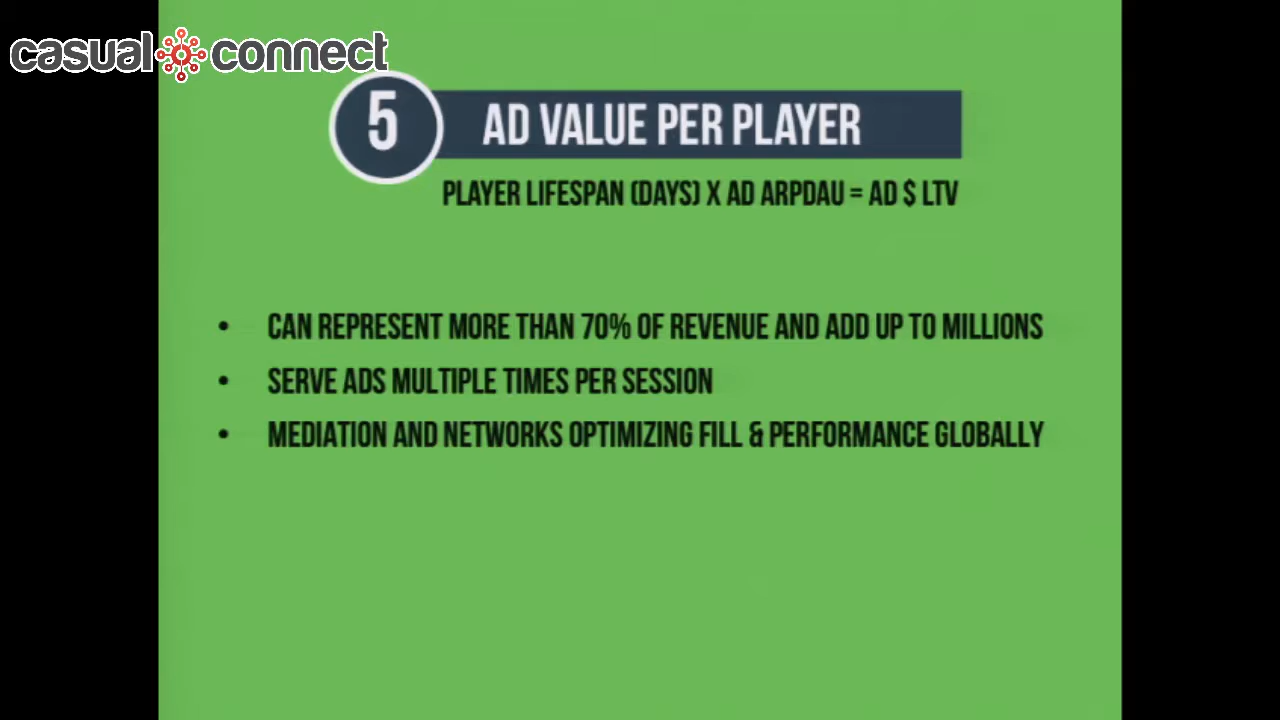 casual connect
5
AD VALUE PER PLAYER
PLAYER LIFESPAN (DAYS) X AD ARPDAU = AD $ LTV
• CAN REPRESENT MORE THAN 70% OF REVENUE AND ADD UP TO MILLIONS
• SERVE ADS MULTIPLE TIMES PER SESSION
• MEDIATION AND NETWORKS OPTIMIZING FILL & PERFORMANCE GLOBALLY